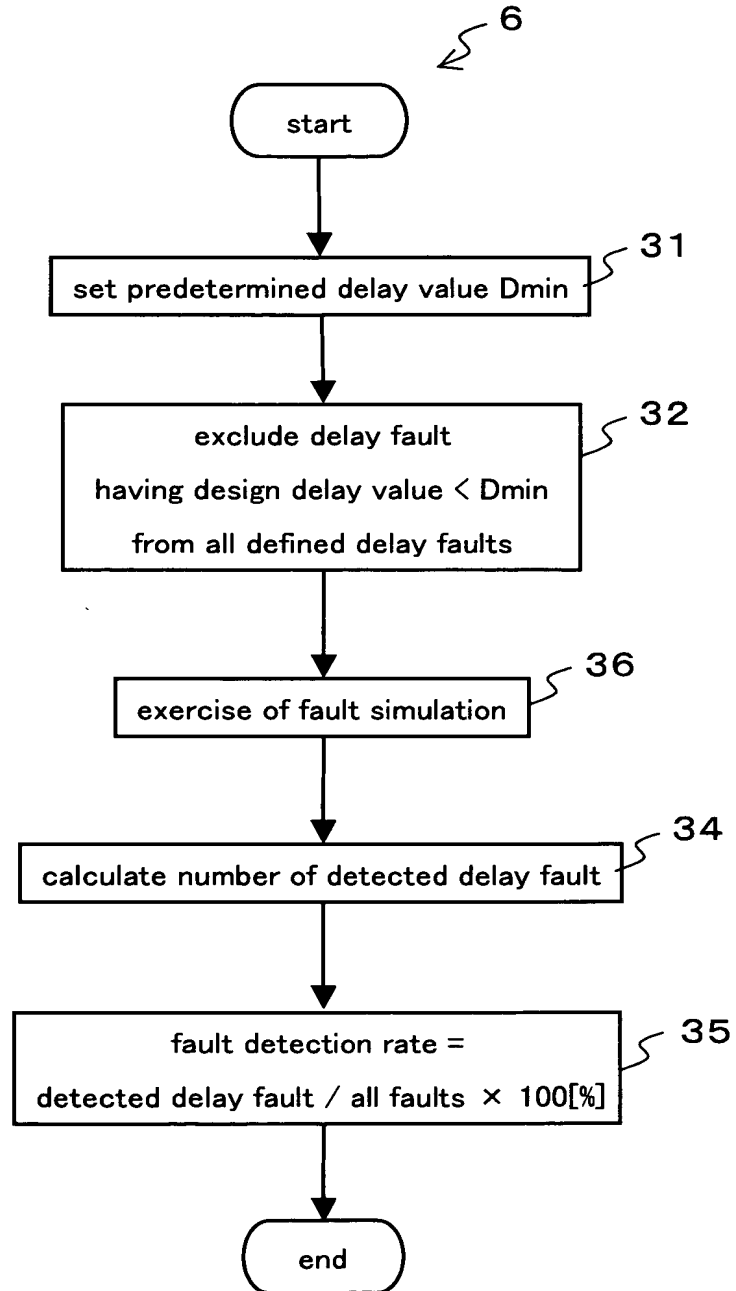 6
start
31
set predetermined delay value Dmin
32
exclude delay fault
having design delay value < Dmin
from all defined delay faults
36
exercise of fault simulation
34
calculate number of detected delay fault
35
fault detection rate =
detected delay fault / all faults × 100[%]
end